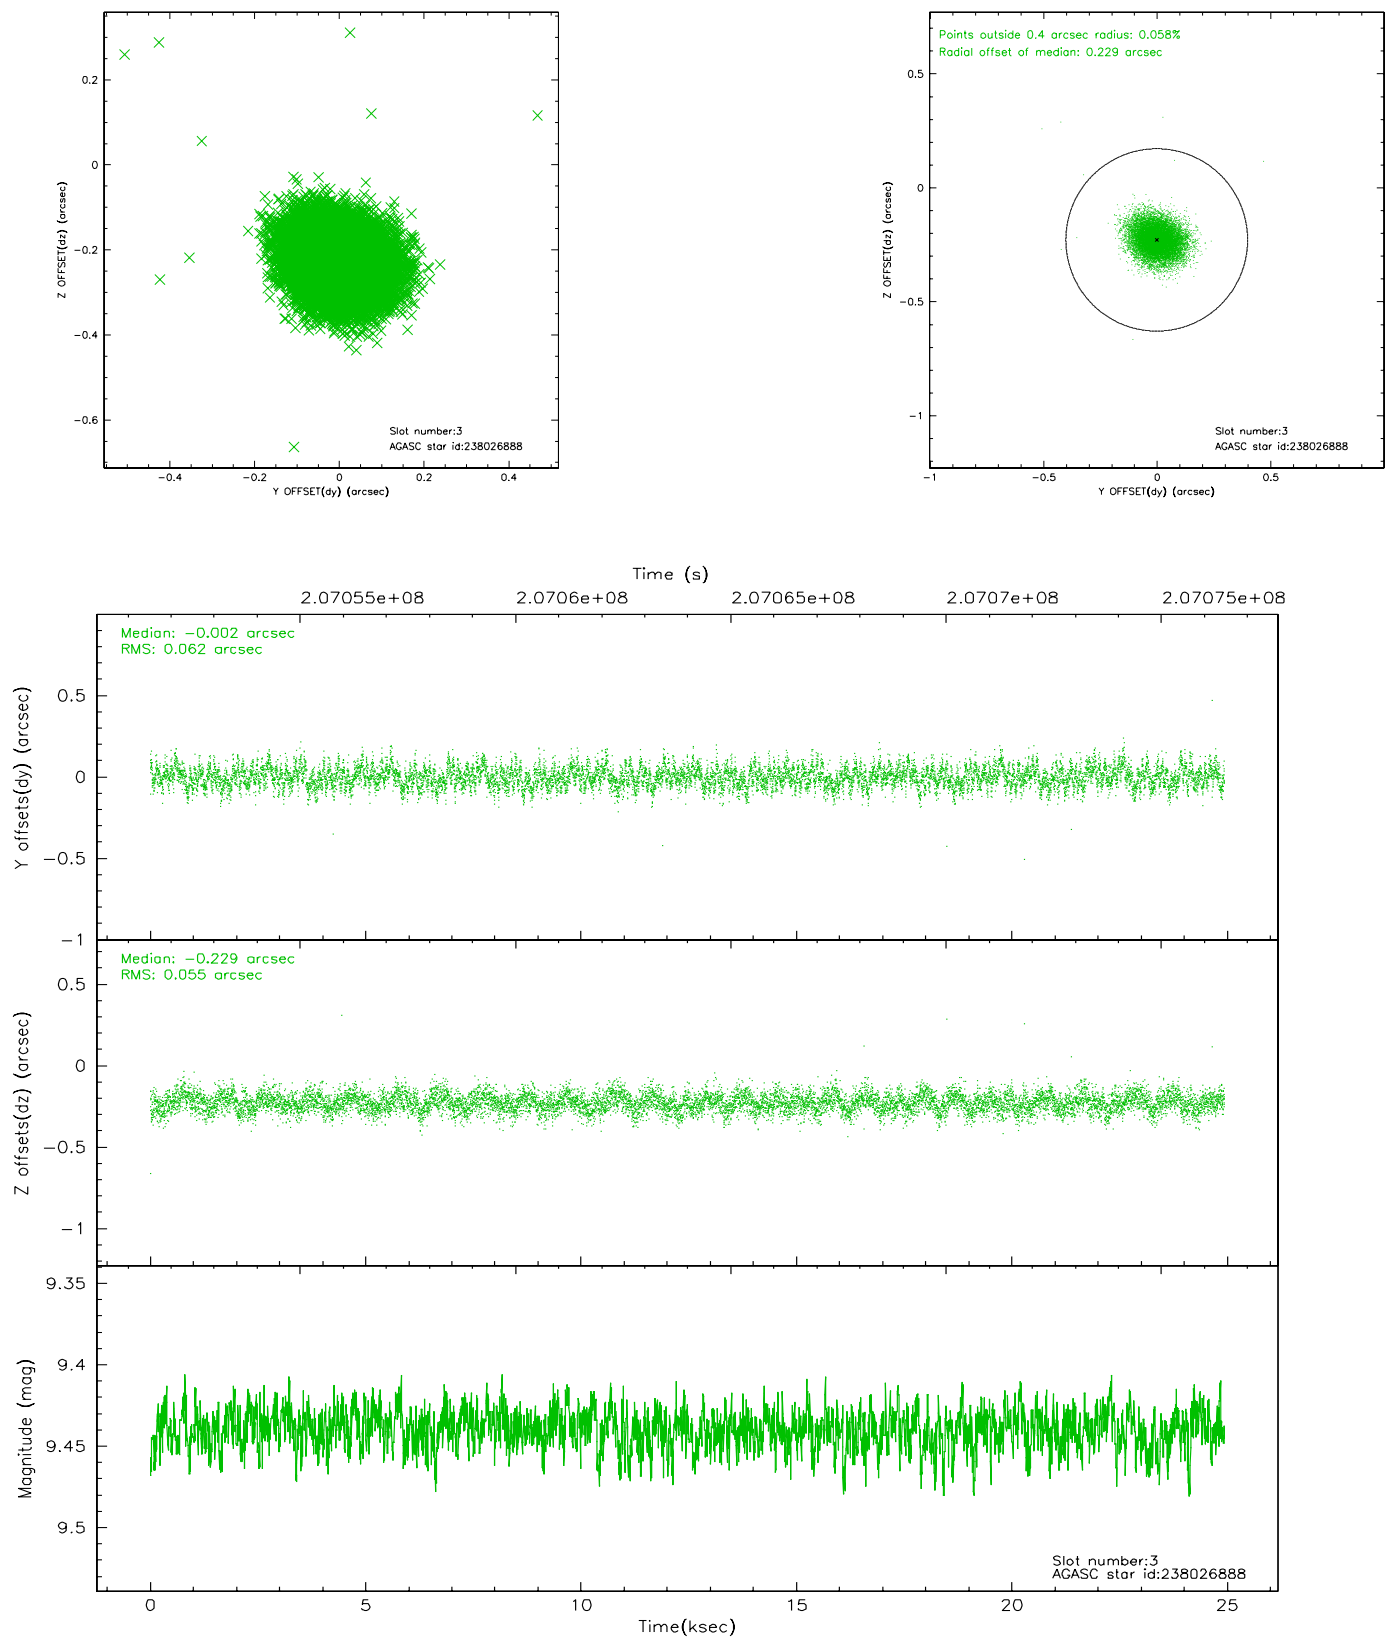 0.2
0
−0.2
−0.4
−0.6
Z OFFSET(dz) (arcsec)
Slot number:3
AGASC star id:238026888
−0.4 −0.2 0 0.2 0.4
Y OFFSET(dy) (arcsec)
Points outside 0.4 arcsec radius: 0.058%
Radial offset of median: 0.229 arcsec
0.5
0
−0.5
−1
Z OFFSET(dz) (arcsec)
Slot number:3
AGASC star id:238026888
−1 −0.5 0 0.5
Y OFFSET(dy) (arcsec)
Time (s)
2.07055e+08 2.0706e+08 2.07065e+08 2.0707e+08 2.07075e+08
Median: −0.002 arcsec
RMS: 0.062 arcsec
0.5
0
−0.5
−1
Y offsets(dy) (arcsec)
Median: −0.229 arcsec
RMS: 0.055 arcsec
0.5
0
−0.5
−1
Z offsets(dz) (arcsec)
9.35
9.4
9.45
9.5
Magnitude (mag)
Slot number:3
AGASC star id:238026888
0 5 10 15 20 25
Time(ksec)